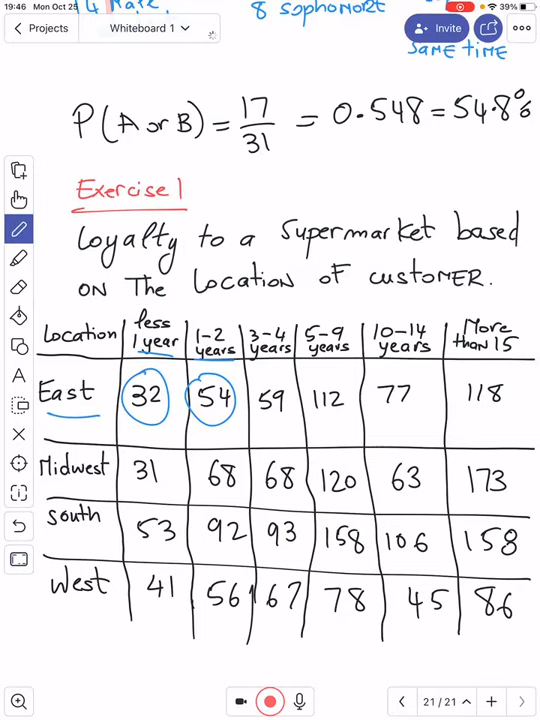 19:46 Mon Oct 25
39%
14 Male
8 sophomore
Projects
Whiteboard 1
Invite
same time
P(A or B) = 17/31 = 0.548 = 54.8%
Exercise 1
Loyalty to a supermarket based
on the location of customer.
Location less 1 year 1-2 years 3-4 years 5-9 years 10-14 years More than 15
East 32 54 59 112 77 118
Midwest 31 68 68 120 63 173
south 53 92 93 158 106 158
West 41 56 67 78 45 86
A
21/21